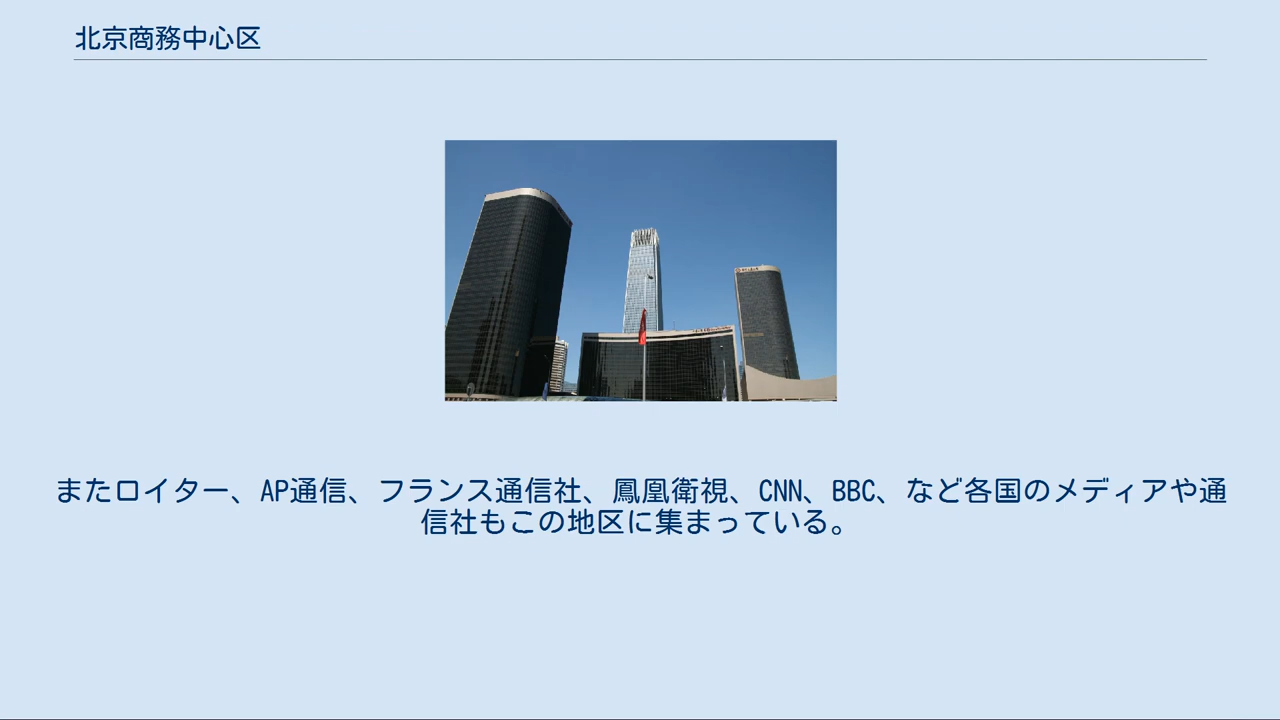 北京商務中心区
またロイター、AP通信、フランス通信社、鳳凰衛視、CNN、BBC、など各国のメディアや通
信社もこの地区に集まっている。